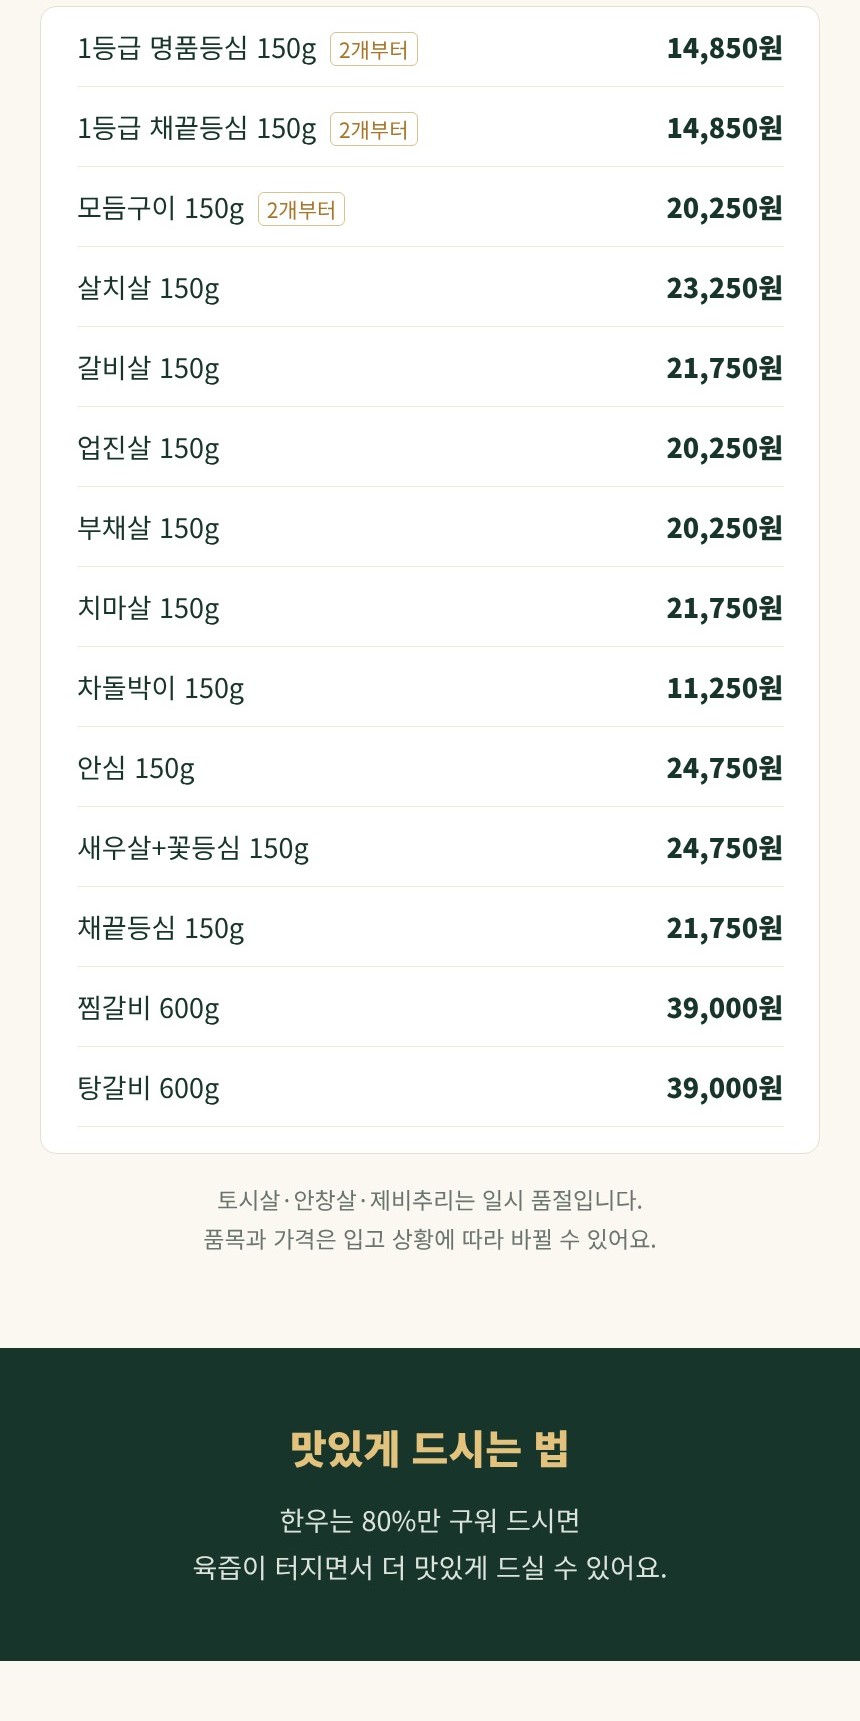 1등급 명품등심 150g 2개부터 14,850원
1등급 채끝등심 150g 2개부터 14,850원
모듬구이 150g 2개부터 20,250원
살치살 150g 23,250원
갈비살 150g 21,750원
업진살 150g 20,250원
부채살 150g 20,250원
치마살 150g 21,750원
차돌박이 150g 11,250원
안심 150g 24,750원
새우살+꽃등심 150g 24,750원
채끝등심 150g 21,750원
찜갈비 600g 39,000원
탕갈비 600g 39,000원
토시살·안창살·제비추리는 일시 품절입니다.
품목과 가격은 입고 상황에 따라 바뀔 수 있어요.
맛있게 드시는 법
한우는 80%만 구워 드시면
육즙이 터지면서 더 맛있게 드실 수 있어요.